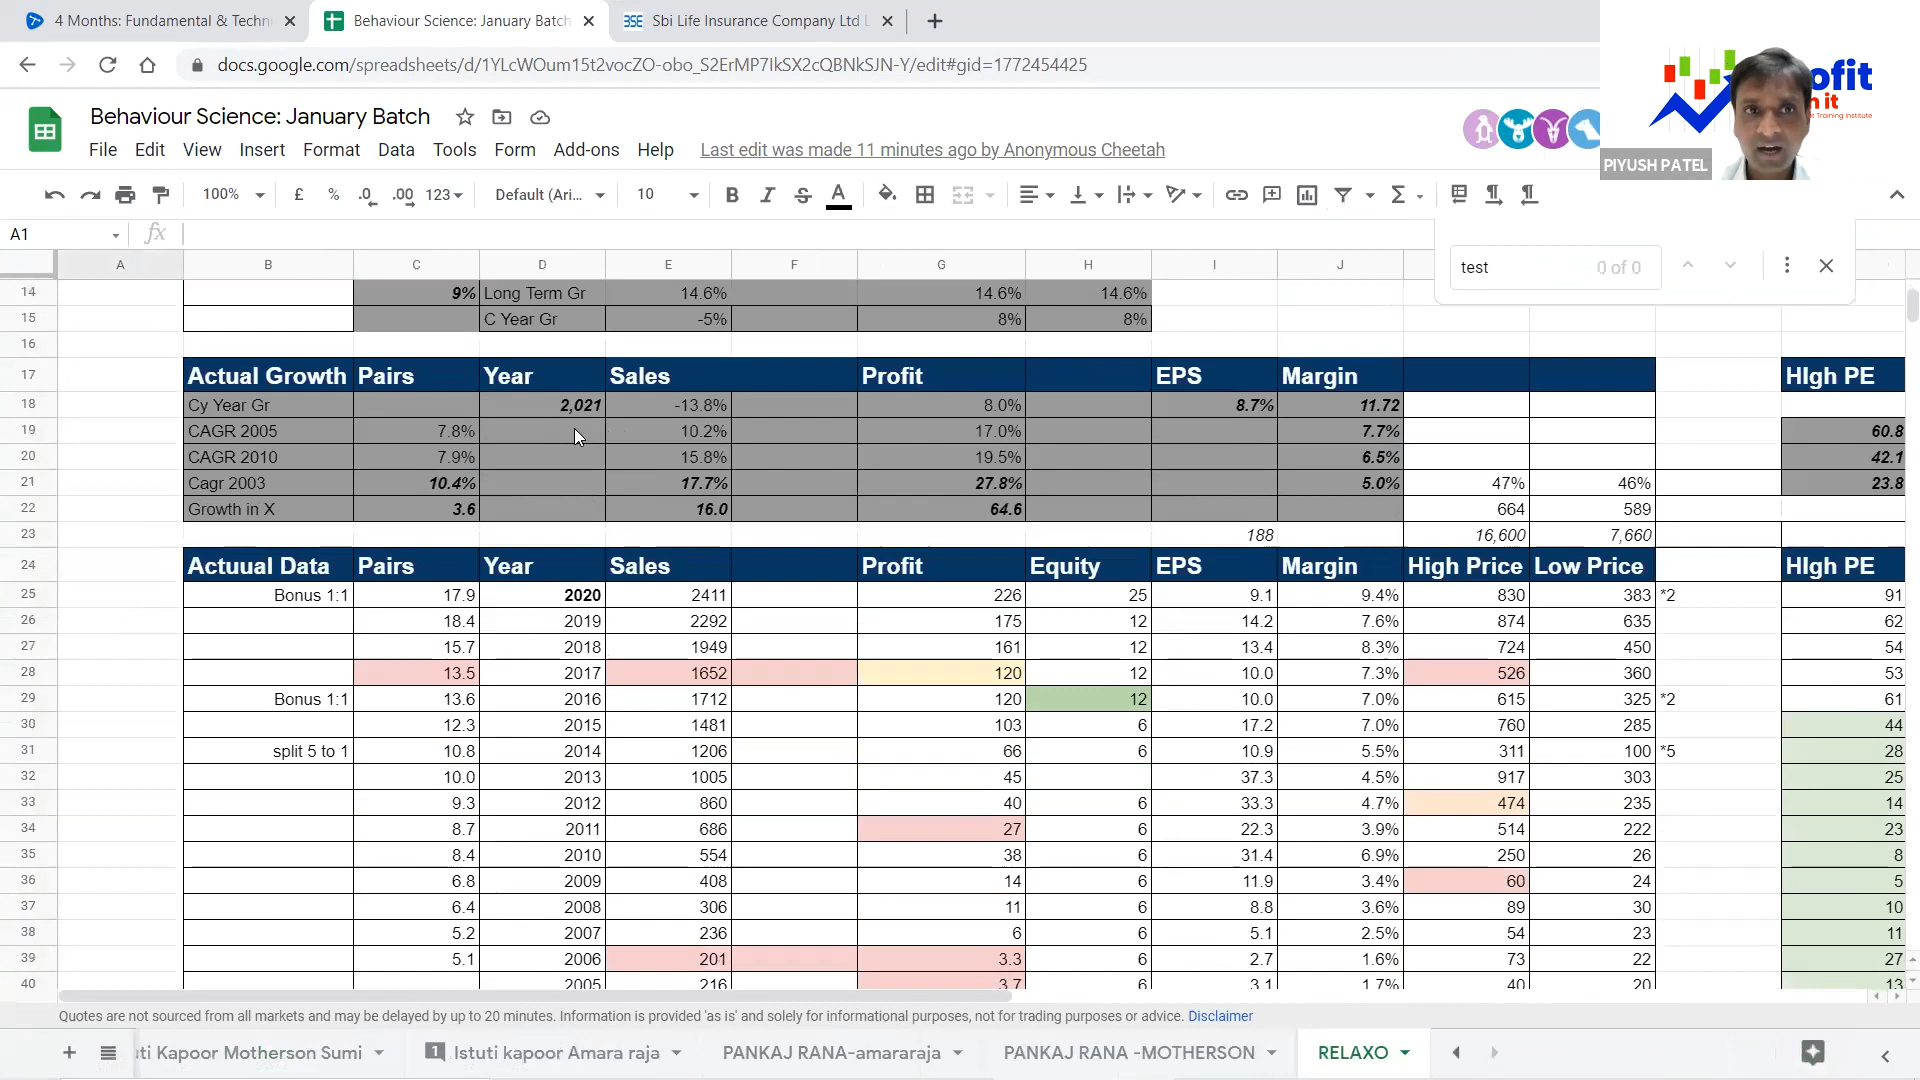 4 Months: Fundamental & Techn
Behaviour Science: January Batch
BSE Sbi Life Insurance Company Ltd L
docs.google.com/spreadsheets/d/1YLcWOum15t2vocZO-obo_S2ErMP7IkSX2cQBNkSJN-Y/edit#gid=1772454425
Behaviour Science: January Batch
File Edit View Insert Format Data Tools Form Add-ons Help Last edit was made 11 minutes ago by Anonymous Cheetah
ofit
it
t Training institute
PIYUSH PATEL
100% £ % .0 .00 123 Default (Ari... 10 B I S A
A1 fx
test 0 of 0
A B C D E F G H I J
14 9% Long Term Gr 14.6% 14.6% 14.6%
15 C Year Gr -5% 8% 8%
16
17 Actual Growth Pairs Year Sales Profit EPS Margin HIgh PE
18 Cy Year Gr 2,021 -13.8% 8.0% 8.7% 11.72
19 CAGR 2005 7.8% 10.2% 17.0% 7.7% 60.8
20 CAGR 2010 7.9% 15.8% 19.5% 6.5% 42.1
21 Cagr 2003 10.4% 17.7% 27.8% 5.0% 47% 46% 23.8
22 Growth in X 3.6 16.0 64.6 664 589
23 188 16,600 7,660
24 Actuual Data Pairs Year Sales Profit Equity EPS Margin High Price Low Price HIgh PE
25 Bonus 1:1 17.9 2020 2411 226 25 9.1 9.4% 830 383 *2 91
26 18.4 2019 2292 175 12 14.2 7.6% 874 635 62
27 15.7 2018 1949 161 12 13.4 8.3% 724 450 54
28 13.5 2017 1652 120 12 10.0 7.3% 526 360 53
29 Bonus 1:1 13.6 2016 1712 120 12 10.0 7.0% 615 325 *2 61
30 12.3 2015 1481 103 6 17.2 7.0% 760 285 44
31 split 5 to 1 10.8 2014 1206 66 6 10.9 5.5% 311 100 *5 28
32 10.0 2013 1005 45 37.3 4.5% 917 303 25
33 9.3 2012 860 40 6 33.3 4.7% 474 235 14
34 8.7 2011 686 27 6 22.3 3.9% 514 222 23
35 8.4 2010 554 38 6 31.4 6.9% 250 26 8
36 6.8 2009 408 14 6 11.9 3.4% 60 24 5
37 6.4 2008 306 11 6 8.8 3.6% 89 30 10
38 5.2 2007 236 6 6 5.1 2.5% 54 23 11
39 5.1 2006 201 3.3 6 2.7 1.6% 73 22 27
40 2005 216 3.7 6 3.1 1.7% 40 20 13
Quotes are not sourced from all markets and may be delayed by up to 20 minutes. Information is provided 'as is' and solely for informational purposes, not for trading purposes or advice. Disclaimer
ti Kapoor Motherson Sumi 1 Istuti kapoor Amara raja PANKAJ RANA-amararaja PANKAJ RANA -MOTHERSON RELAXO